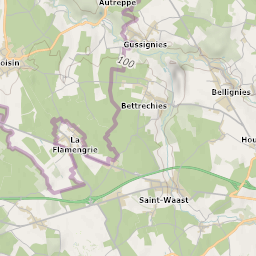 Autreppe
Gussignies
oisin
100
Bettrechies
Bellignies
La
Flamengrie
Hou
Saint-Waast